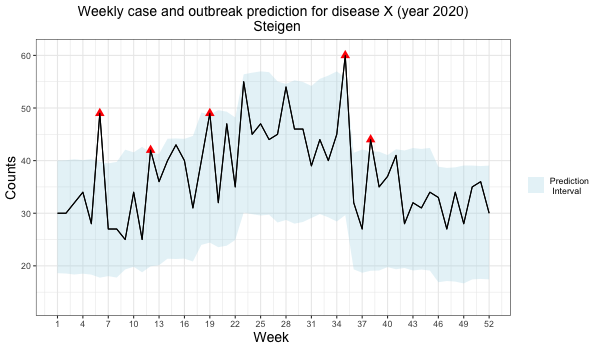 Weekly case and outbreak prediction for disease X (year 2020)
Steigen
Counts
60
50
40
30
20
1 4 7 10 13 16 19 22 25 28 31 34 37 40 43 46 49 52
Week
Prediction
Interval